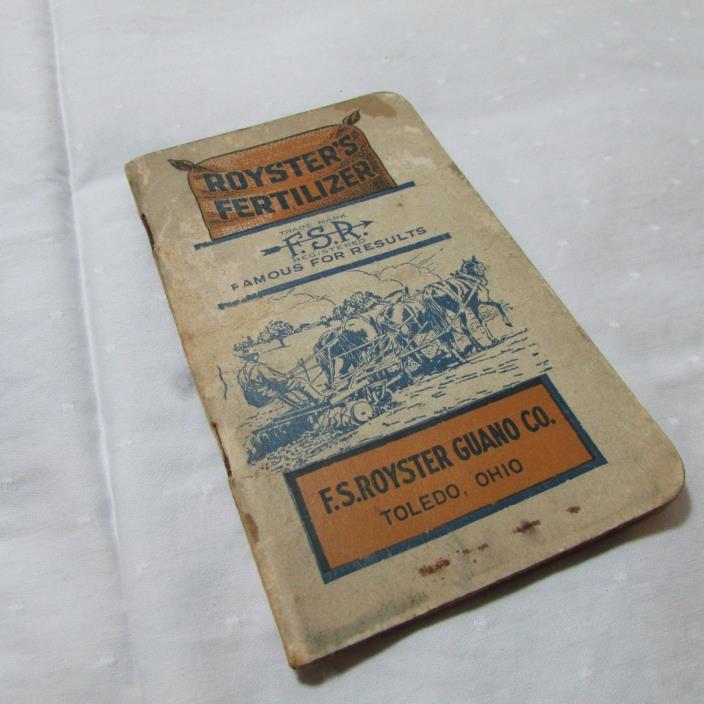 ROYSTER'S
FERTILIZER
TRADE MARK
F.S.R.
REGISTERED
FAMOUS FOR RESULTS
F.S.ROYSTER GUANO CO.
TOLEDO, OHIO